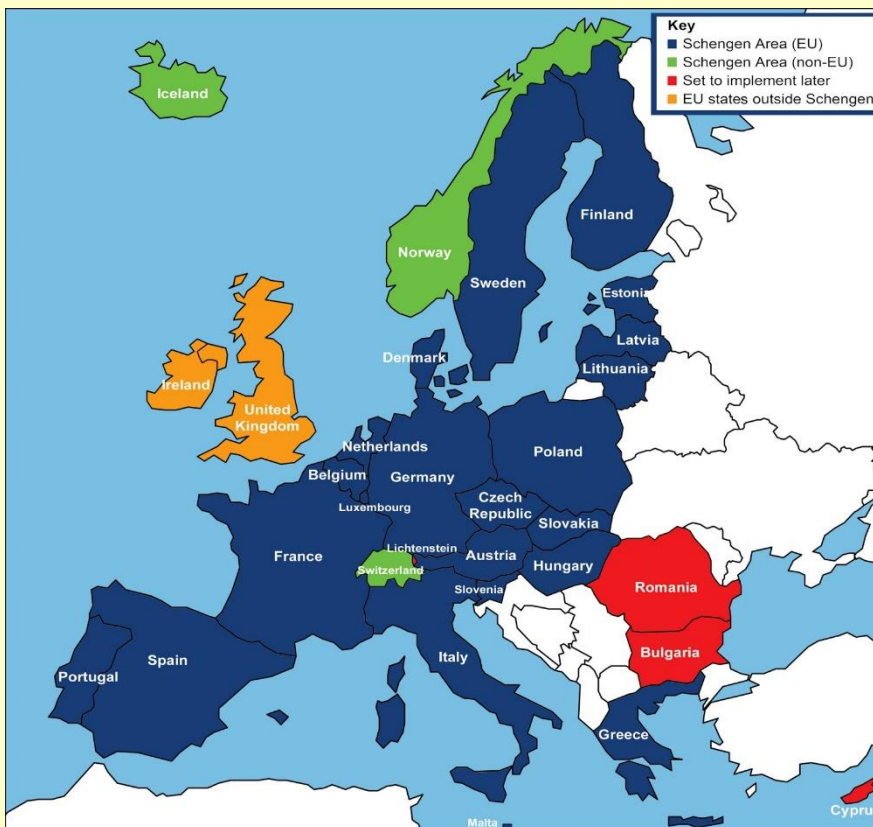 Key
Schengen Area (EU)
Schengen Area (non-EU)
Set to implement later
EU states outside Schengen
Iceland
Finland
Norway
Sweden
Estonia
Latvia
Denmark
Lithuania
Ireland
United
Kingdom
Netherlands
Poland
Belgium
Germany
Czech
Republic
Luxembourg
Slovakia
Lichtenstein
Austria
France
Switzerland
Hungary
Slovenia
Romania
Bulgaria
Spain
Italy
Portugal
Greece
Cypru
Malta